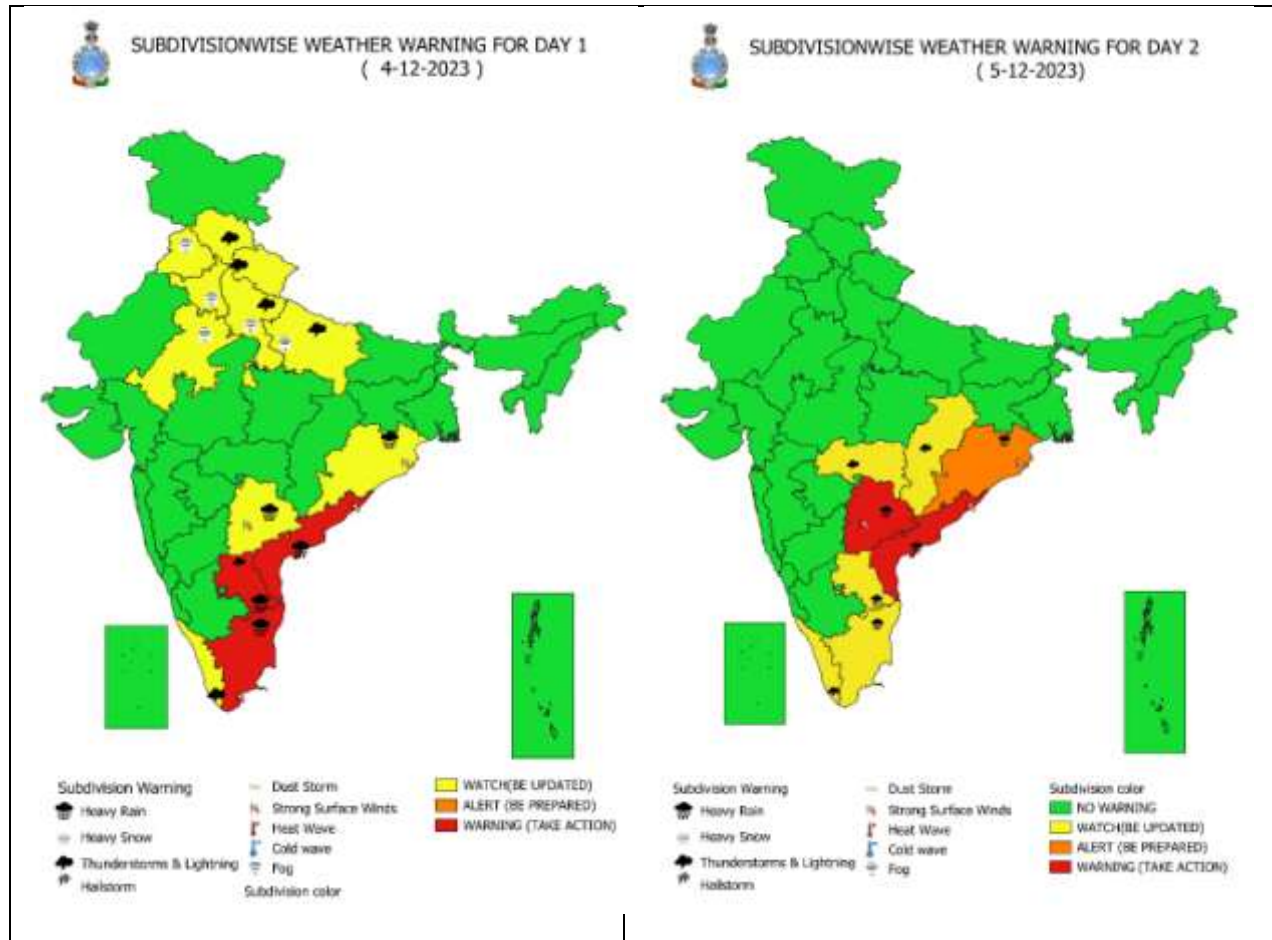 SUBDIVISIONWISE WEATHER WARNING FOR DAY 1
( 4-12-2023 )
Subdivision Warning
Heavy Rain
Heavy Snow
Thunderstorms & Lightning
Hailstorm
Dust Storm
Strong Surface Winds
Heat Wave
Cold wave
Fog
Subdivision color
WATCH(BE UPDATED)
ALERT (BE PREPARED)
WARNING (TAKE ACTION)
SUBDIVISIONWISE WEATHER WARNING FOR DAY 2
( 5-12-2023)
Subdivision Warning
Heavy Rain
Heavy Snow
Thunderstorms & Lightning
Hailstorm
Dust Storm
Strong Surface Winds
Heat Wave
Cold wave
Fog
Subdivision color
NO WARNING
WATCH(BE UPDATED)
ALERT (BE PREPARED)
WARNING (TAKE ACTION)